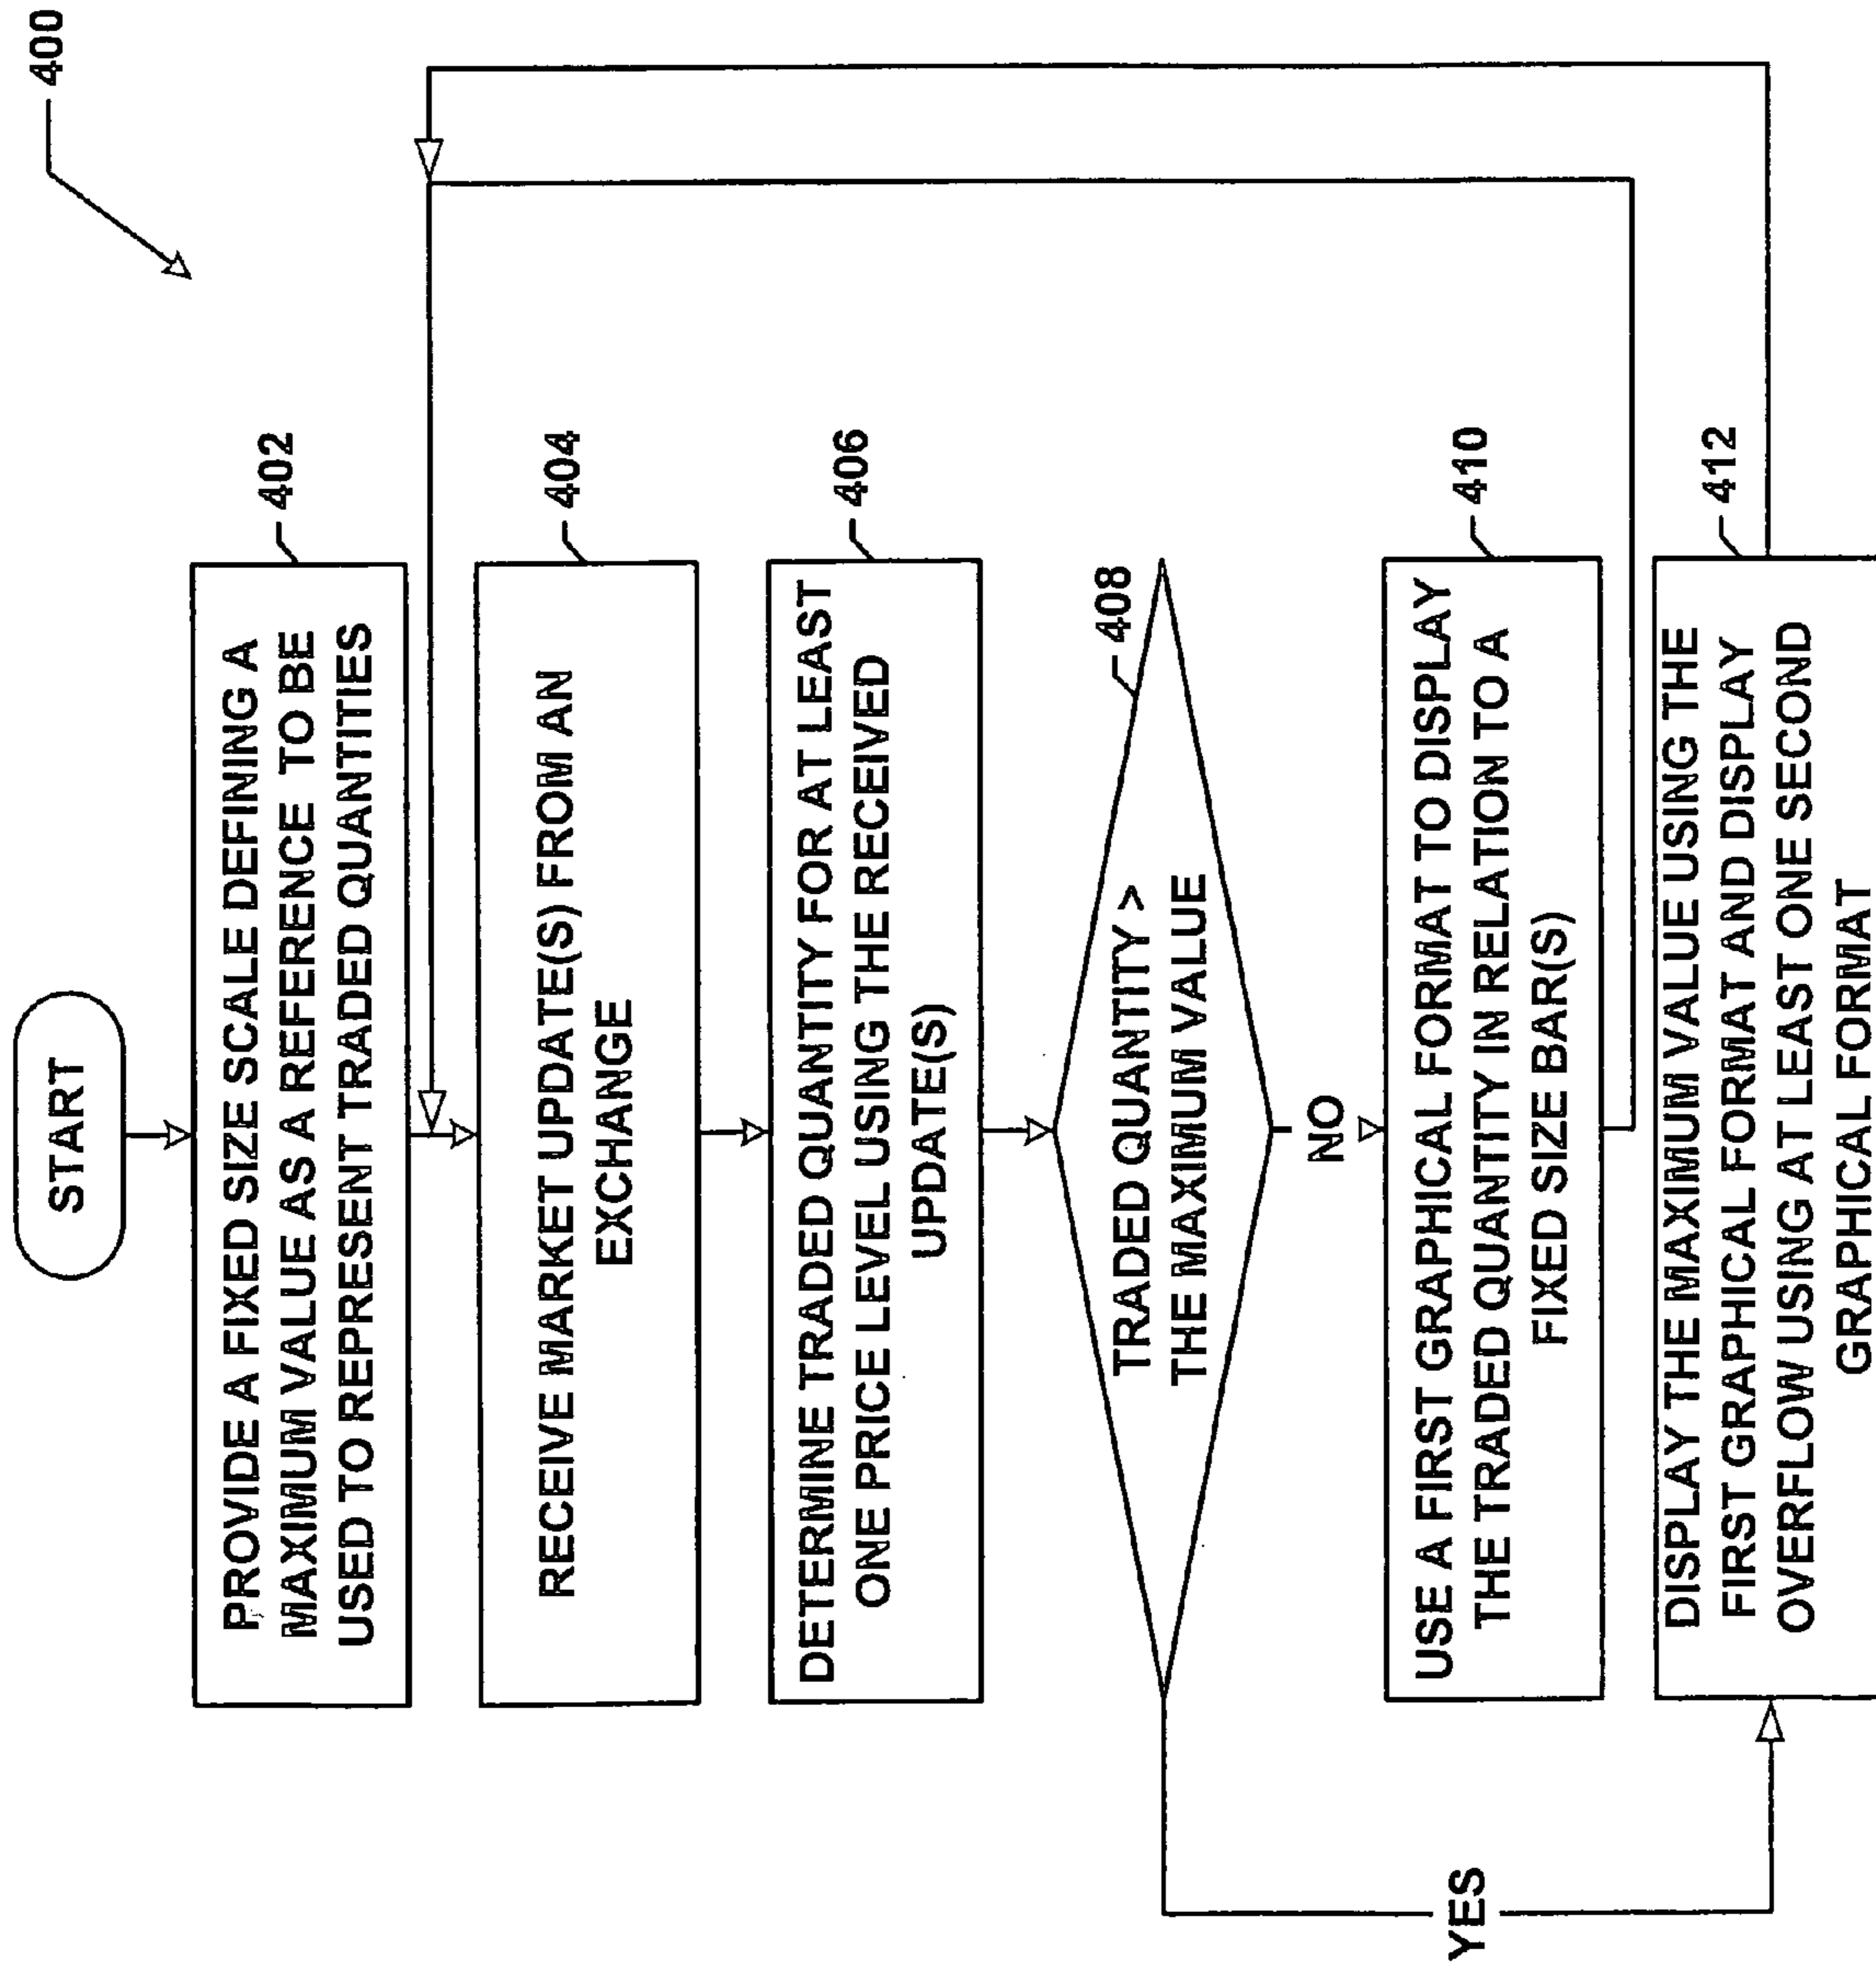 400
START
PROVIDE A FIXED SIZE SCALE DEFINING A
MAXIMUM VALUE AS A REFERENCE TO BE
USED TO REPRESENT TRADED QUANTITIES
402
RECEIVE MARKET UPDATE(S) FROM AN
EXCHANGE
404
DETERMINE TRADED QUANTITY FOR AT LEAST
ONE PRICE LEVEL USING THE RECEIVED
UPDATE(S)
406
TRADED QUANTITY >
THE MAXIMUM VALUE
408
NO
YES
USE A FIRST GRAPHICAL FORMAT TO DISPLAY
THE TRADED QUANTITY IN RELATION TO A
FIXED SIZE BAR(S)
410
DISPLAY THE MAXIMUM VALUE USING THE
FIRST GRAPHICAL FORMAT AND DISPLAY
OVERFLOW USING AT LEAST ONE SECOND
GRAPHICAL FORMAT
412